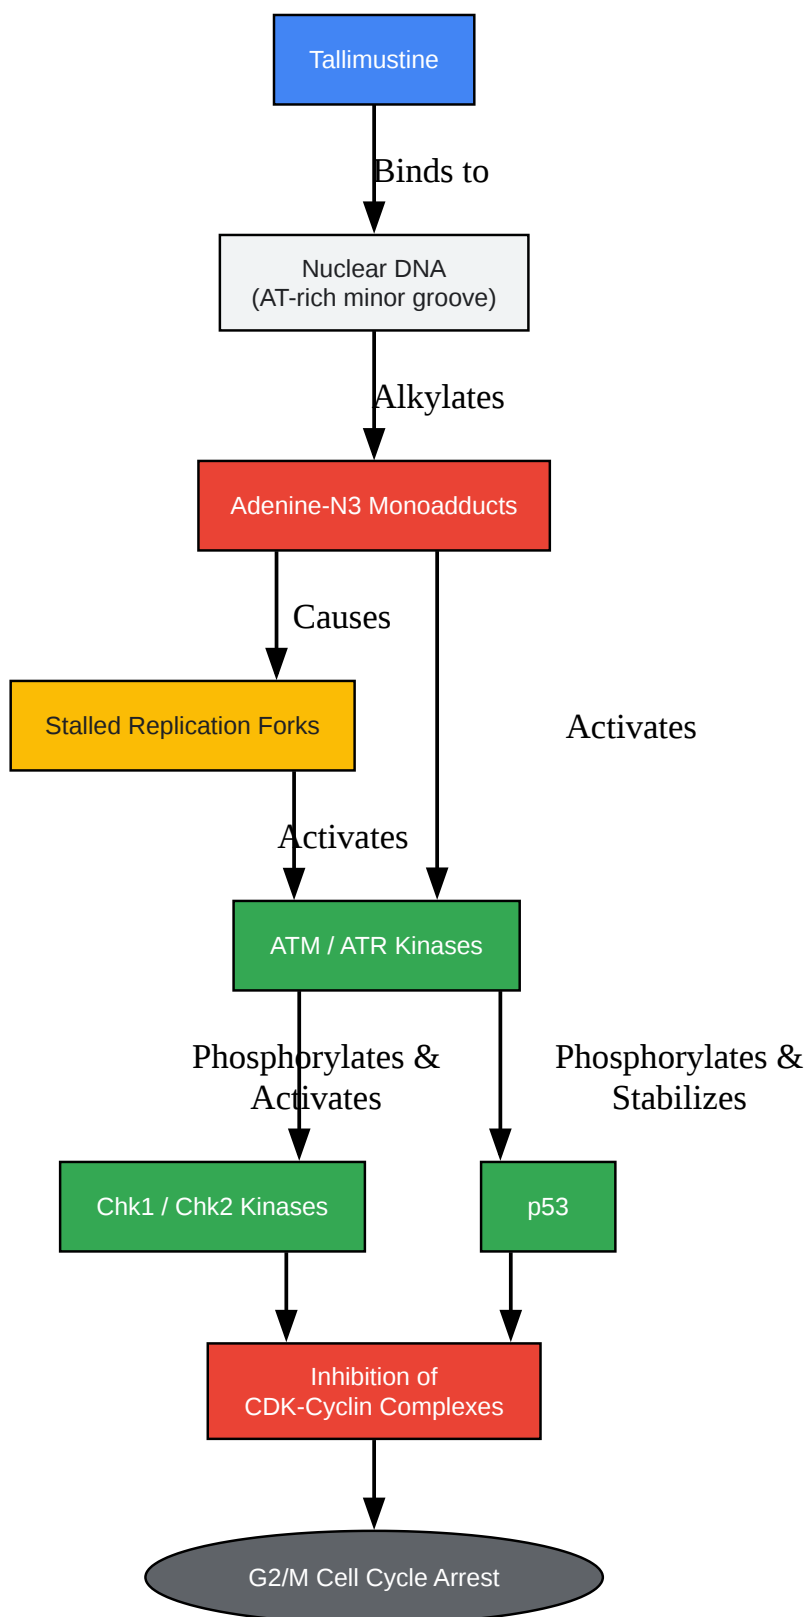 Tallimustine
Binds to
Nuclear DNA
(AT-rich minor groove)
Alkylates
Adenine-N3 Monoadducts
Causes
Stalled Replication Forks
Activates
Activates
ATM / ATR Kinases
Phosphorylates &
Activates
Phosphorylates &
Stabilizes
Chk1 / Chk2 Kinases
p53
Inhibition of
CDK-Cyclin Complexes
G2/M Cell Cycle Arrest